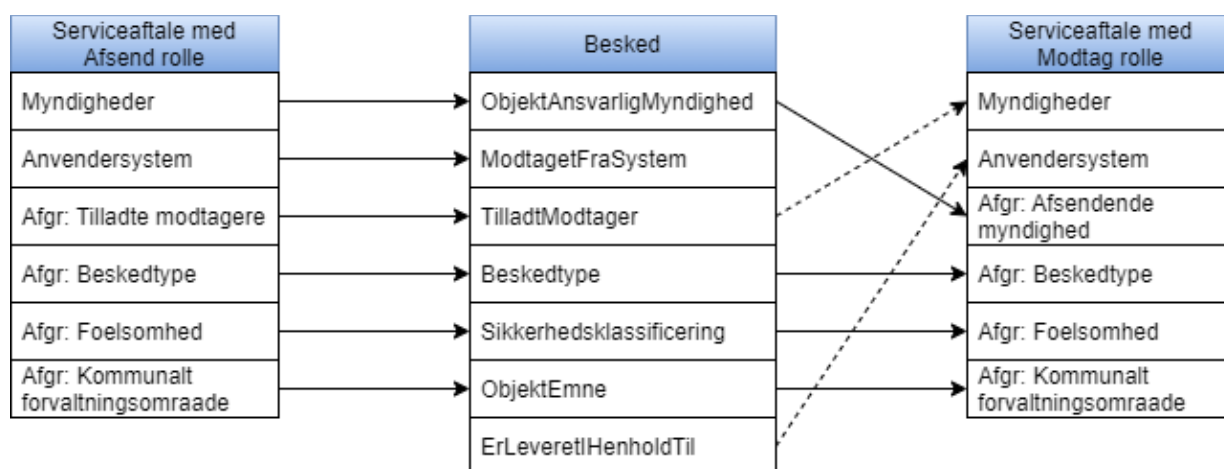 Serviceaftale med
Afsend rolle
Myndigheder
Anvendersystem
Afgr: Tilladte modtagere
Afgr: Beskedtype
Afgr: Foelsomhed
Afgr: Kommunalt
forvaltningsomraade
Besked
ObjektAnsvarligMyndighed
ModtagetFraSystem
TilladtModtager
Beskedtype
Sikkerhedsklassificering
ObjektEmne
ErLeveretIHenholdTil
Serviceaftale med
Modtag rolle
Myndigheder
Anvendersystem
Afgr: Afsendende
myndighed
Afgr: Beskedtype
Afgr: Foelsomhed
Afgr: Kommunalt
forvaltningsomraade